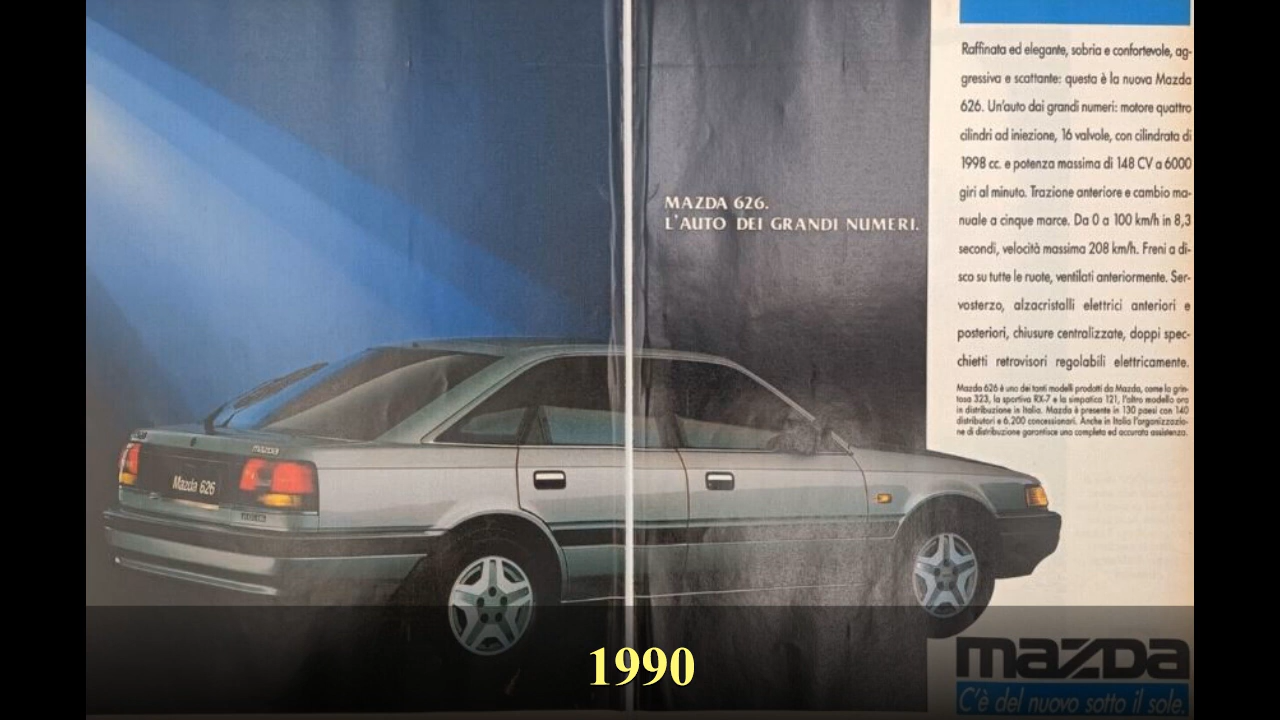 MAZDA 626.
L'AUTO DEI GRANDI NUMERI.
Raffinata ed elegante, sobria e confortevole, ag-
gressiva e scattante: questa è la nuova Mazda
626. Un'auto dai grandi numeri: motore quattro
cilindri ad iniezione, 16 valvole, con cilindrata di
1998 cc. e potenza massima di 148 CV a 6000
giri al minuto. Trazione anteriore e cambio ma-
nuale a cinque marce. Da 0 a 100 km/h in 8,3
secondi, velocità massima 208 km/h. Freni a di-
sco su tutte le ruote, ventilati anteriormente. Ser-
vosterzo, alzacristalli elettrici anteriori e
posteriori, chiusure centralizzate, doppi spec-
chietti retrovisori regolabili elettricamente.
Mazda 626 è uno dei tanti modelli prodotti da Mazda, come la grin-
tosa 323, la sportiva RX-7 e la simpatica 121, l'altro modello ora
in distribuzione in Italia. Mazda è presente in 130 paesi con 140
distributori e 6.200 concessionari. Anche in Italia l'organizzazio-
ne di distribuzione garantisce una completa ed accurata assistenza.
mazda
Mazda 626
mazda
C'è del nuovo sotto il sole.
1990